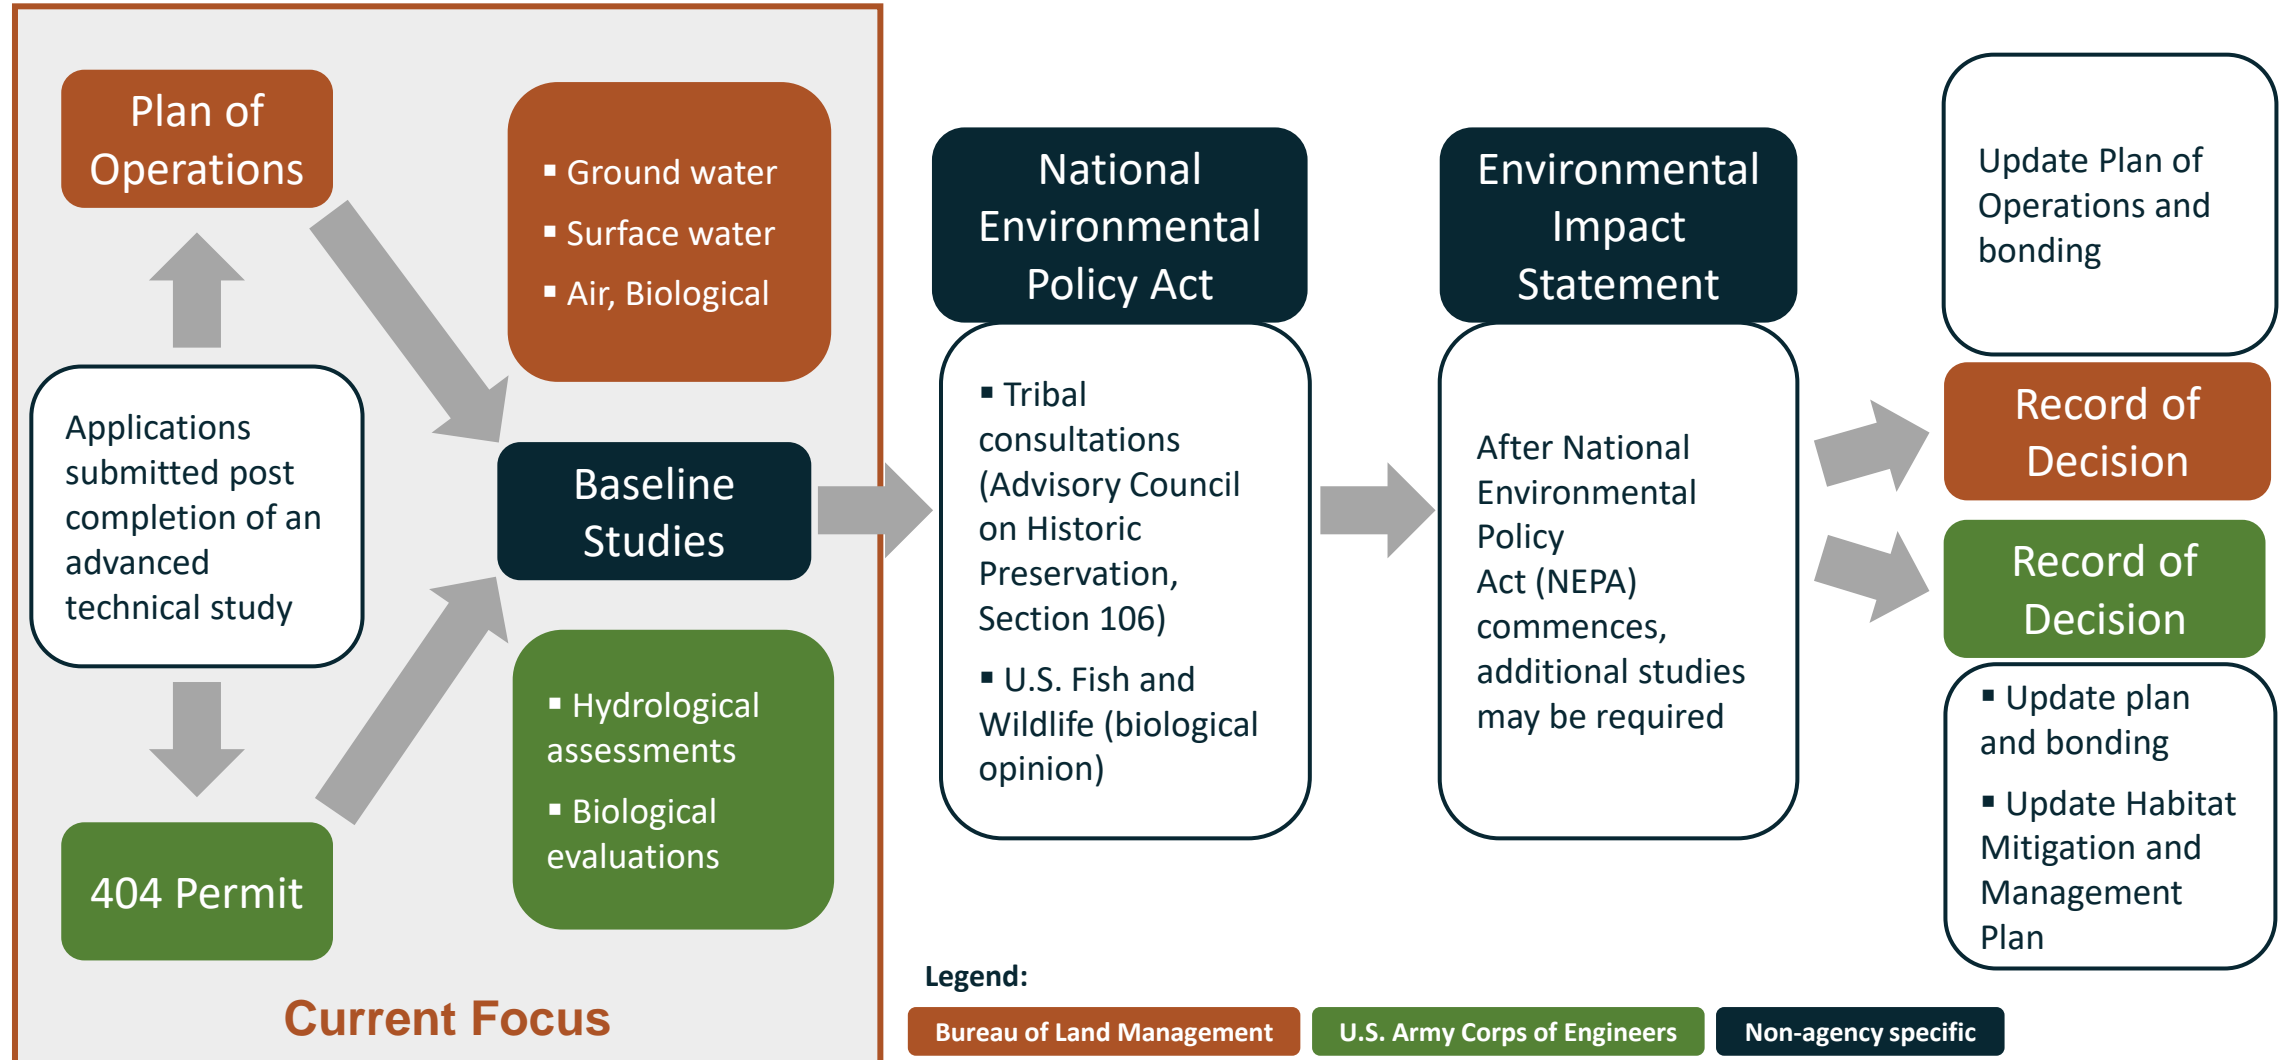 Plan of
Operations
Applications
submitted post
completion of an
advanced
technical study
404 Permit
▪ Ground water
▪ Surface water
▪ Air, Biological
Baseline
Studies
▪ Hydrological
assessments
▪ Biological
evaluations
Current Focus
National
Environmental
Policy Act
▪ Tribal
consultations
(Advisory Council
on Historic
Preservation,
Section 106)
▪ U.S. Fish and
Wildlife (biological
opinion)
Environmental
Impact
Statement
After National
Environmental
Policy
Act (NEPA)
commences,
additional studies
may be required
Update Plan of
Operations and
bonding
Record of
Decision
Record of
Decision
▪ Update plan
and bonding
▪ Update Habitat
Mitigation and
Management
Plan
Legend:
Bureau of Land Management
U.S. Army Corps of Engineers
Non-agency specific